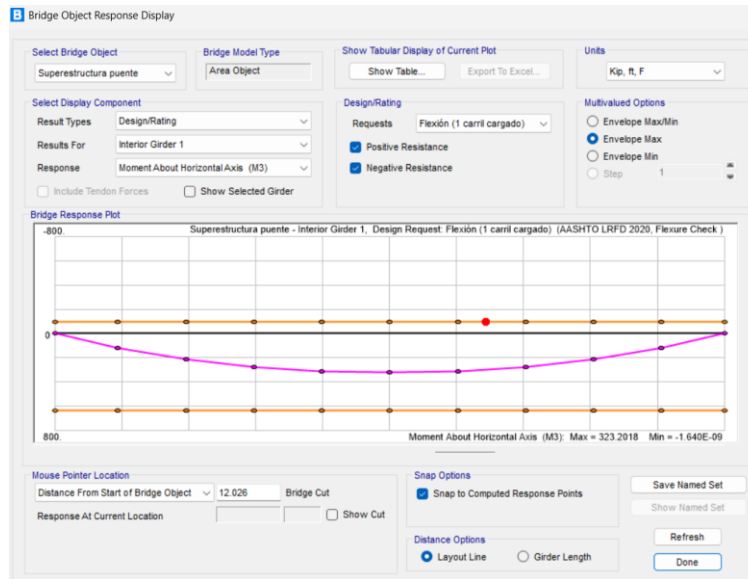 B Bridge Object Response Display
Select Bridge Object
Superestructura puente
Bridge Model Type
Area Object
Show Tabular Display of Current Plot
Show Table...
Export To Excel...
Units
Kip, ft, F
Select Display Component
Result Types
Design/Rating
Results For
Interior Girder 1
Response
Moment About Horizontal Axis (M3)
Include Tendon Forces
Show Selected Girder
Design/Rating
Requests
Flexión (1 carril cargado)
Positive Resistance
Negative Resistance
Multivalued Options
Envelope Max/Min
Envelope Max
Envelope Min
Step
1
Bridge Response Plot
-800.
Superestructura puente - Interior Girder 1, Design Request: Flexión (1 carril cargado) (AASHTO LRFD 2020, Flexure Check )
0
800.
Moment About Horizontal Axis (M3): Max = 323.2018 Min = -1.640E-09
Mouse Pointer Location
Distance From Start of Bridge Object
12.026
Bridge Cut
Response At Current Location
Show Cut
Snap Options
Snap to Computed Response Points
Distance Options
Layout Line
Girder Length
Save Named Set
Show Named Set
Refresh
Done